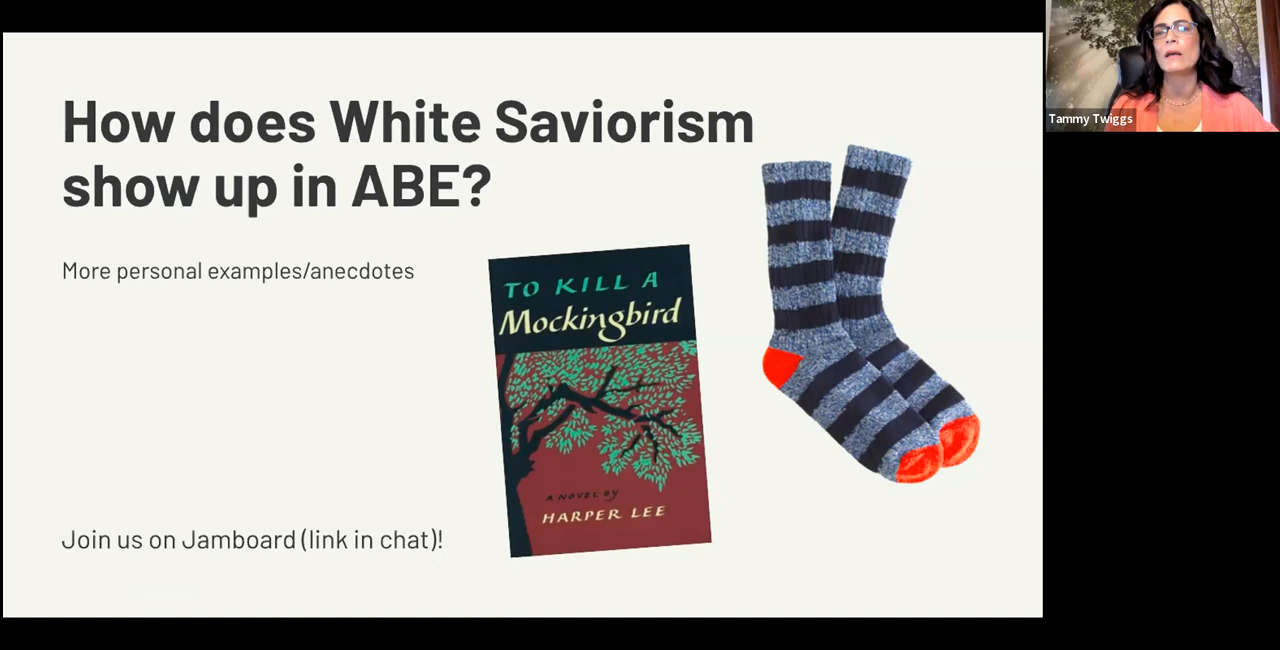 How does White Saviorism
show up in ABE?
More personal examples/anecdotes
TO KILL A
Mockingbird
A NOVEL BY
HARPER LEE
Join us on Jamboard (link in chat)!
Tammy Twiggs